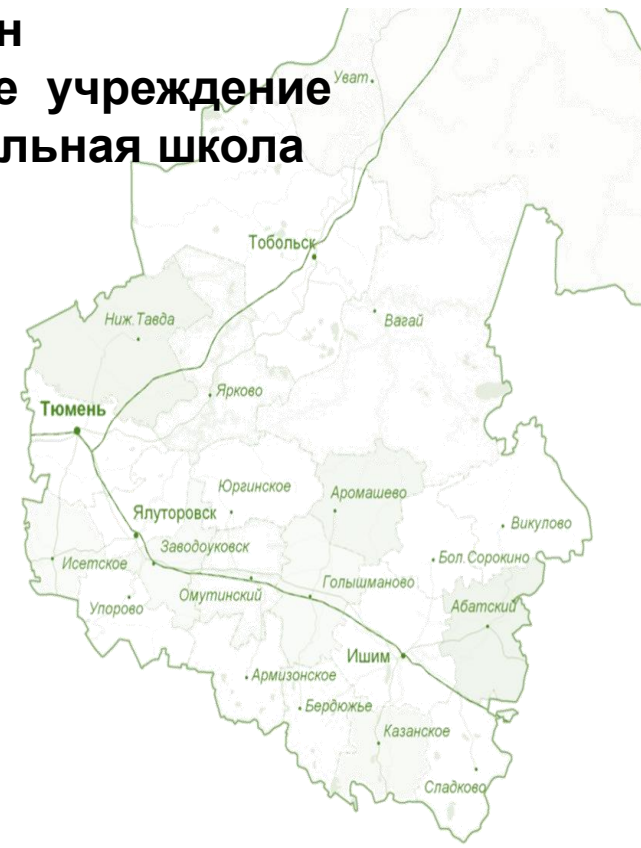 н
е учреждение
льная школа
Уват
Тобольск
Ниж.Тавда
Вагай
Ярково
Тюмень
Юргинское
Аромашево
Ялуторовск
Викулово
Заводоуковск
Бол.Сорокино
Исетское
Голышманово
Омутинский
Упорово
Абатский
Ишим
Армизонское
Бердюжье
Казанское
Сладково